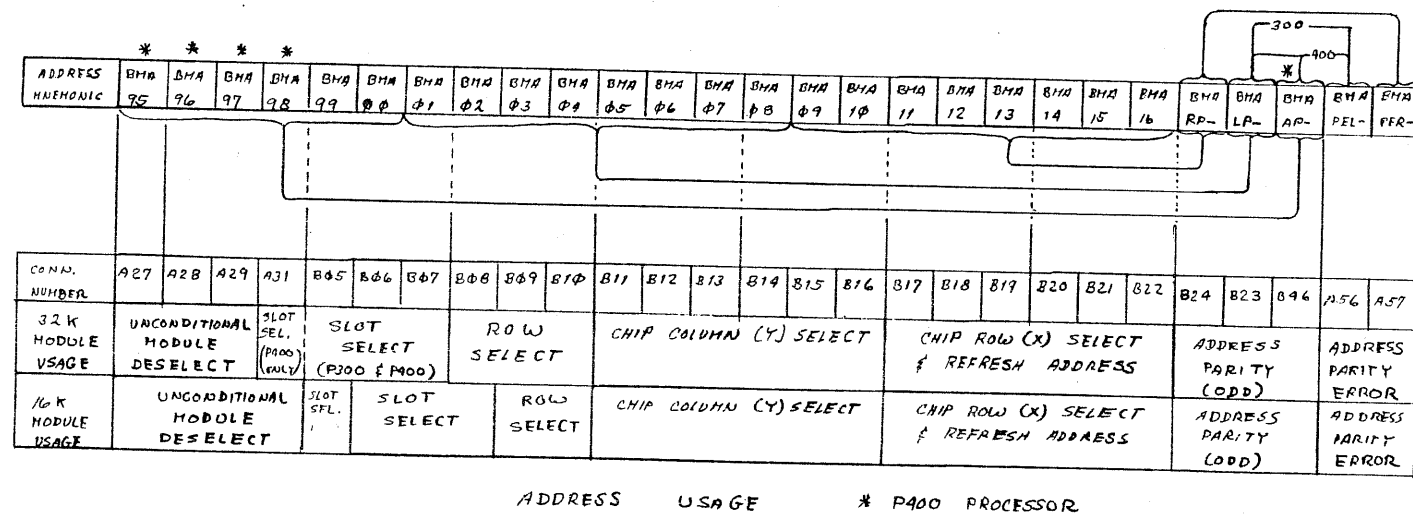 300
400
* * * * *
ADDRESS MNEMONIC BMA 95 BMA 96 BMA 97 BMA 98 BMA 99 BMA φφ BMA φ1 BMA φ2 BMA φ3 BMA φ4 BMA φ5 BMA φ6 BMA φ7 BMA φ8 BMA φ9 BMA 1φ BMA 11 BMA 12 BMA 13 BMA 14 BMA 15 BMA 16 BMA RP- BMA LP- BMA AP- BMA PEL- BMA PER-
CONN. NUMBER A27 A28 A29 A31 Bφ5 Bφ6 Bφ7 Bφ8 Bφ9 B1φ B11 B12 B13 B14 B15 B16 B17 B18 B19 B20 B21 B22 B24 B23 B46 A56 A57
32K MODULE USAGE
UNCONDITIONAL MODULE DESELECT
SLOT SEL. (P400 ONLY)
SLOT SELECT (P300 & P400)
ROW SELECT
CHIP COLUMN (Y) SELECT
CHIP ROW (X) SELECT & REFRESH ADDRESS
ADDRESS PARITY (ODD)
ADDRESS PARITY ERROR
16K MODULE USAGE
UNCONDITIONAL MODULE DESELECT
SLOT SEL.
SLOT SELECT
ROW SELECT
CHIP COLUMN (Y) SELECT
CHIP ROW (X) SELECT & REFRESH ADDRESS
ADDRESS PARITY (ODD)
ADDRESS PARITY ERROR
ADDRESS USAGE * P400 PROCESSOR